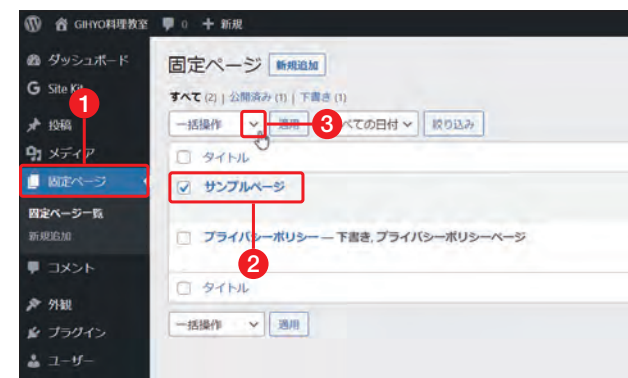 GIHYO料理教室 0 + 新規
ダッシュボード
Site Kit
投稿
メディア
固定ページ
固定ページ一覧
新規追加
コメント
外観
プラグイン
ユーザー
固定ページ 新規追加
すべて (2) | 公開済み (1) | 下書き (1)
一括操作 適用 べての日付 絞り込み
タイトル
サンプルページ
プライバシーポリシー — 下書き, プライバシーポリシーページ
タイトル
一括操作 適用
1
2
3